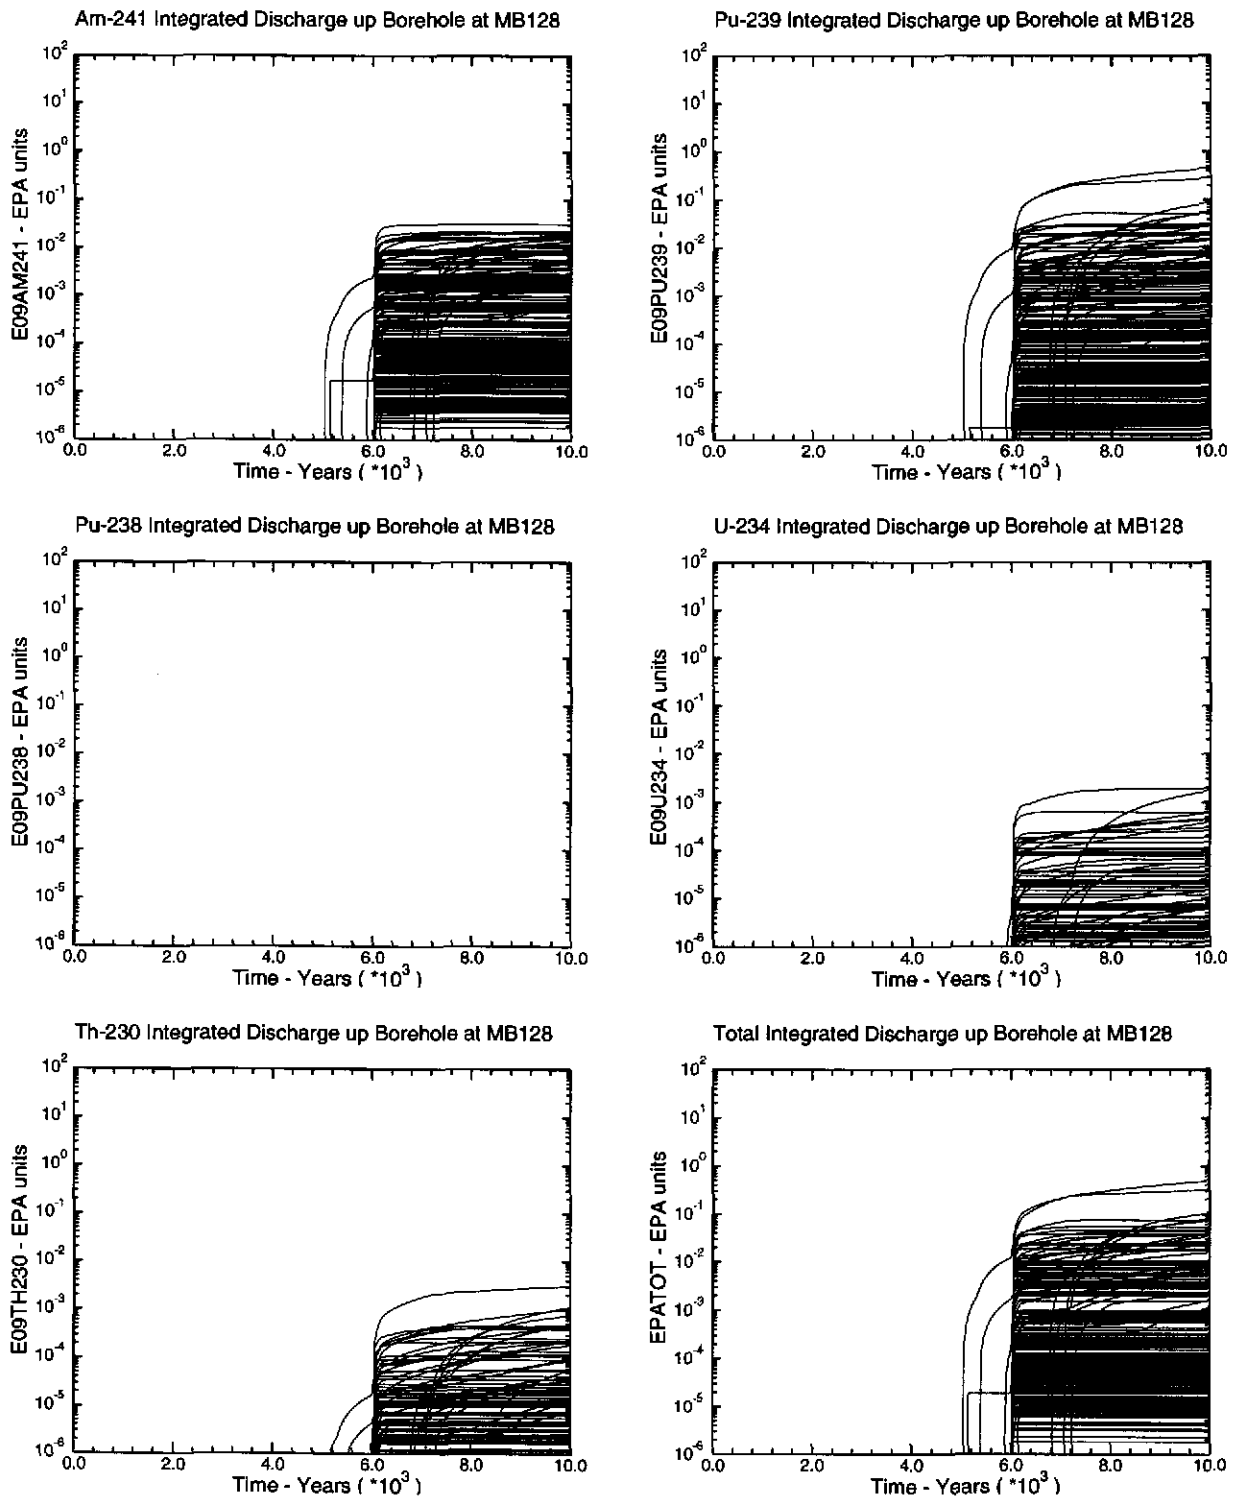 Am-241 Integrated Discharge up Borehole at MB128
E09AM241 - EPA units
10^2
10^1
10^0
10^-1
10^-2
10^-3
10^-4
10^-5
10^-6
0.0 2.0 4.0 6.0 8.0 10.0
Time - Years ( *10^3 )
Pu-239 Integrated Discharge up Borehole at MB128
E09PU239 - EPA units
10^2
10^1
10^0
10^-1
10^-2
10^-3
10^-4
10^-5
10^-6
0.0 2.0 4.0 6.0 8.0 10.0
Time - Years ( *10^3 )
Pu-238 Integrated Discharge up Borehole at MB128
E09PU238 - EPA units
10^2
10^1
10^0
10^-1
10^-2
10^-3
10^-4
10^-5
10^-6
0.0 2.0 4.0 6.0 8.0 10.0
Time - Years ( *10^3 )
U-234 Integrated Discharge up Borehole at MB128
E09U234 - EPA units
10^2
10^1
10^0
10^-1
10^-2
10^-3
10^-4
10^-5
10^-6
0.0 2.0 4.0 6.0 8.0 10.0
Time - Years ( *10^3 )
Th-230 Integrated Discharge up Borehole at MB128
E09TH230 - EPA units
10^2
10^1
10^0
10^-1
10^-2
10^-3
10^-4
10^-5
10^-6
0.0 2.0 4.0 6.0 8.0 10.0
Time - Years ( *10^3 )
Total Integrated Discharge up Borehole at MB128
EPATOT - EPA units
10^2
10^1
10^0
10^-1
10^-2
10^-3
10^-4
10^-5
10^-6
0.0 2.0 4.0 6.0 8.0 10.0
Time - Years ( *10^3 )